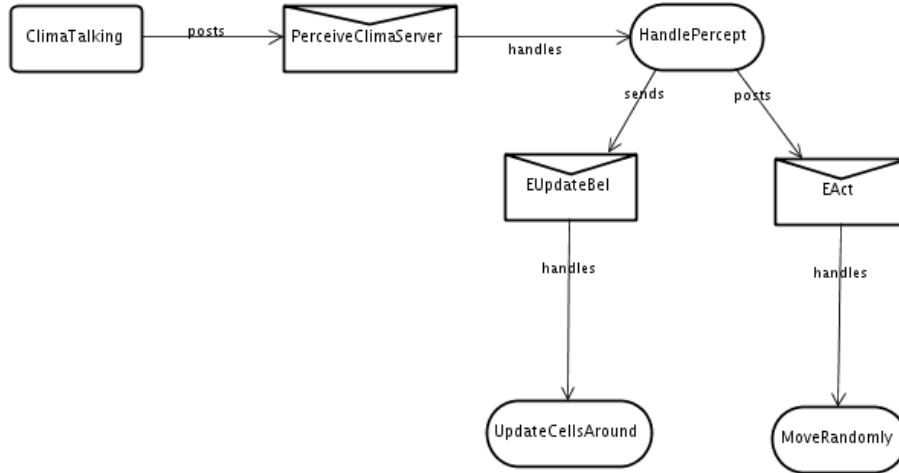 ClimaTalking
posts
PerceiveClimaServer
handles
HandlePercept
sends
posts
EUpdateBel
EAct
handles
handles
UpdateCellsAround
MoveRandomly